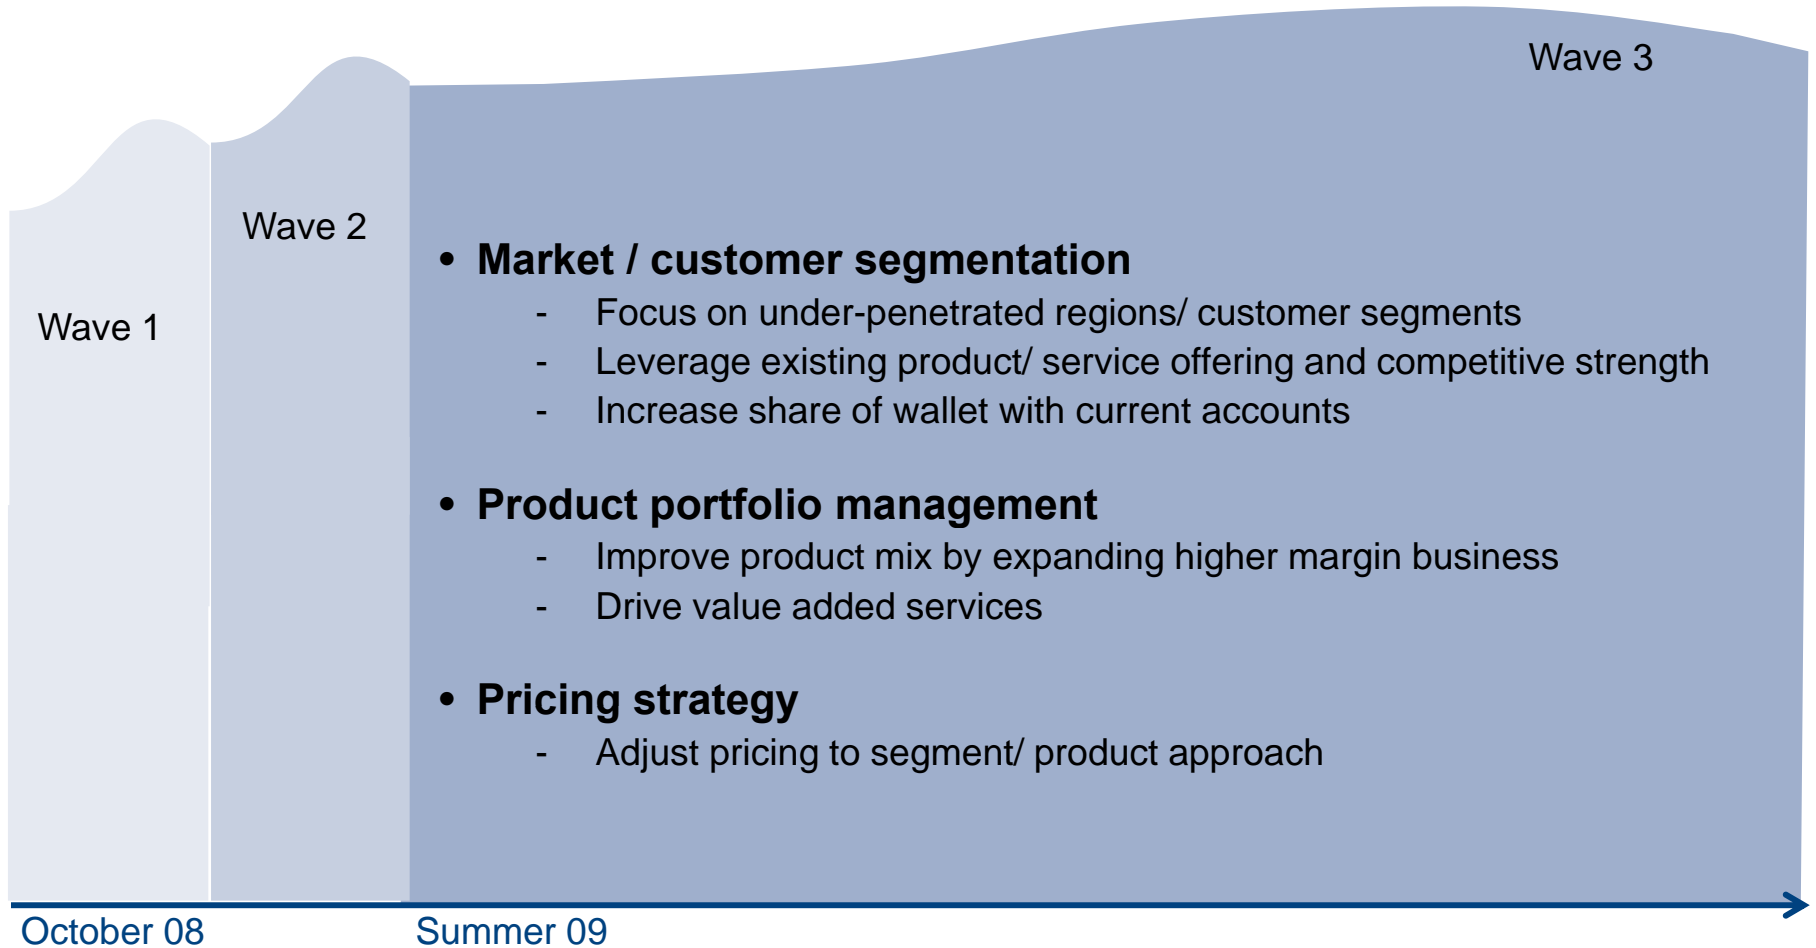 Wave 3
Wave 2
Wave 1
• Market / customer segmentation
- Focus on under-penetrated regions/ customer segments
- Leverage existing product/ service offering and competitive strength
- Increase share of wallet with current accounts
• Product portfolio management
- Improve product mix by expanding higher margin business
- Drive value added services
• Pricing strategy
- Adjust pricing to segment/ product approach
October 08
Summer 09